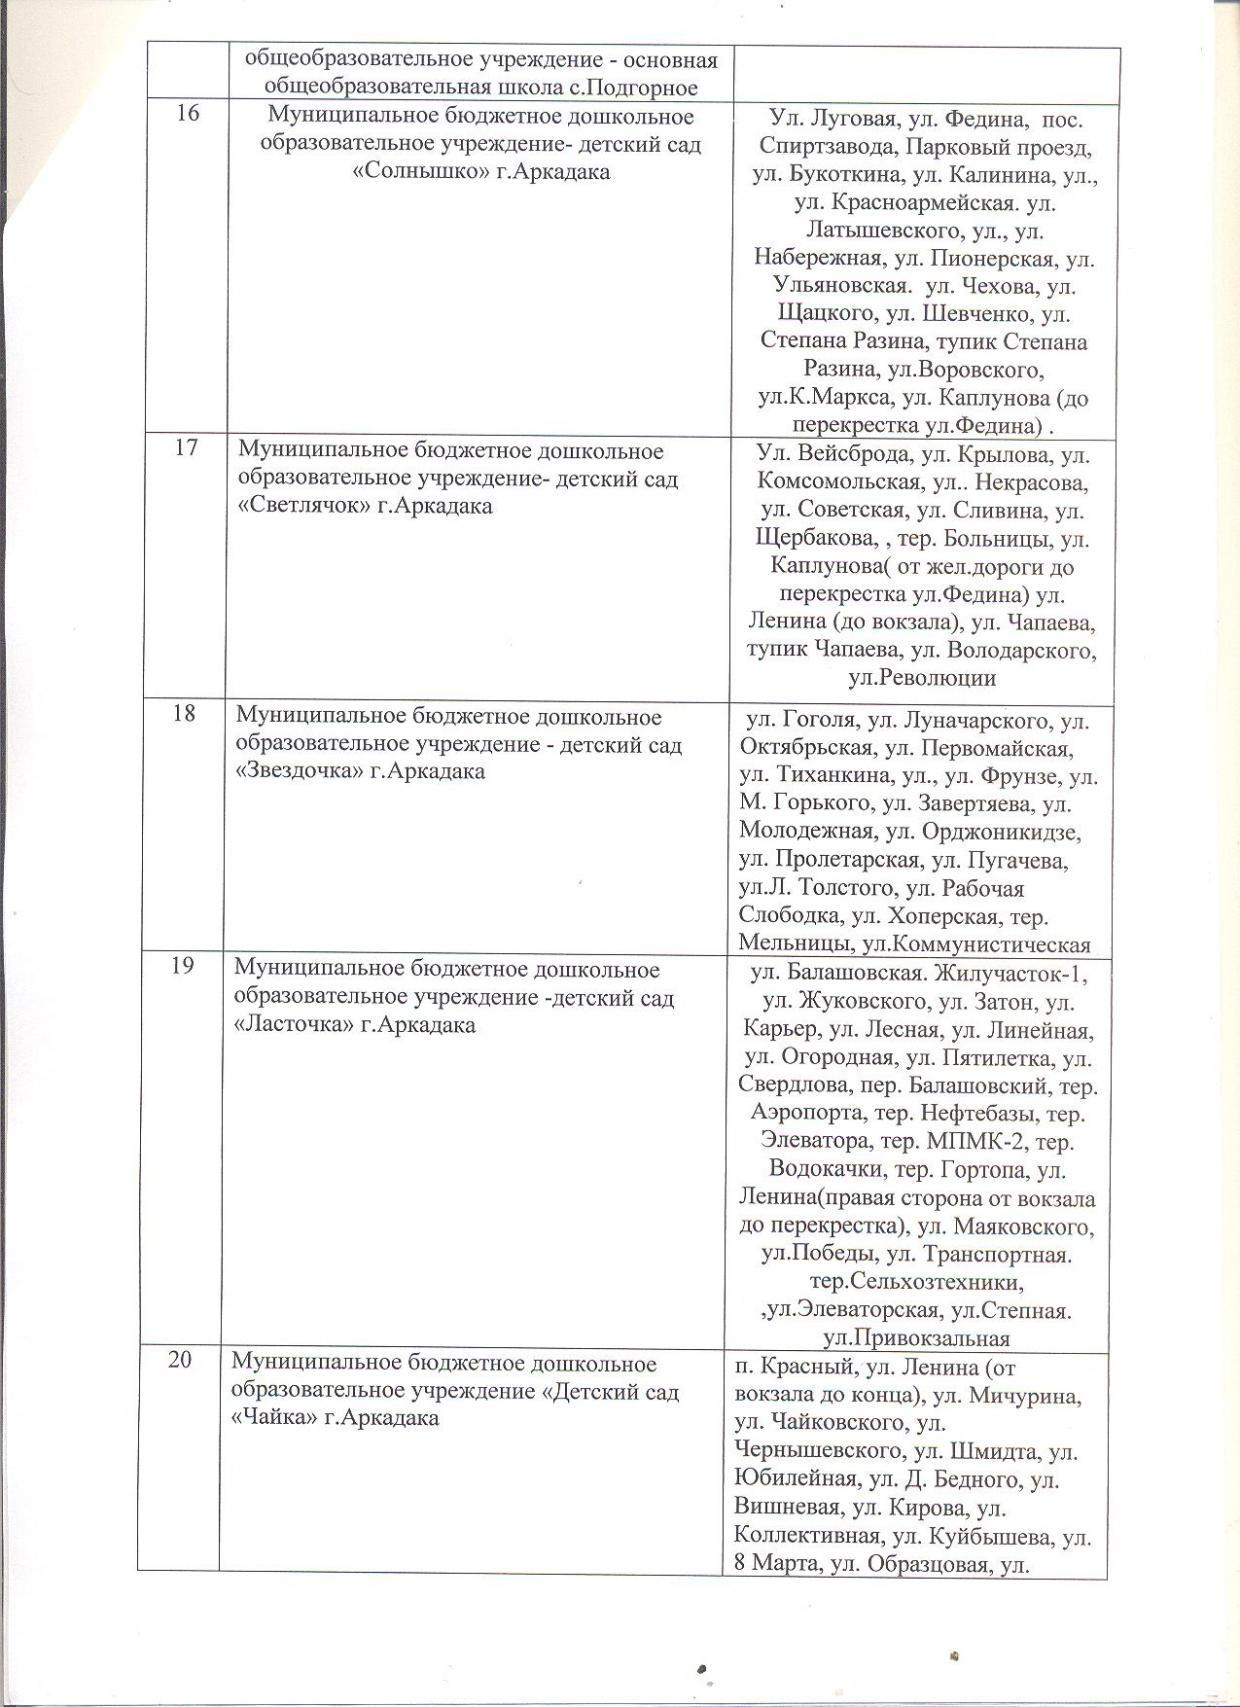 общеобразовательное учреждение - основная
общеобразовательная школа с.Подгорное
16
Муниципальное бюджетное дошкольное
образовательное учреждение- детский сад
«Солнышко» г.Аркадака
Ул. Луговая, ул. Федина, пос.
Спиртзавода, Парковый проезд,
ул. Букоткина, ул. Калинина, ул.,
ул. Красноармейская. ул.
Латышевского, ул., ул.
Набережная, ул. Пионерская, ул.
Ульяновская. ул. Чехова, ул.
Щацкого, ул. Шевченко, ул.
Степана Разина, тупик Степана
Разина, ул.Воровского,
ул.К.Маркса, ул. Каплунова (до
перекрестка ул.Федина) .
17
Муниципальное бюджетное дошкольное
образовательное учреждение- детский сад
«Светлячок» г.Аркадака
Ул. Вейсброда, ул. Крылова, ул.
Комсомольская, ул.. Некрасова,
ул. Советская, ул. Сливина, ул.
Щербакова, , тер. Больницы, ул.
Каплунова( от жел.дороги до
перекрестка ул.Федина) ул.
Ленина (до вокзала), ул. Чапаева,
тупик Чапаева, ул. Володарского,
ул.Революции
18
Муниципальное бюджетное дошкольное
образовательное учреждение - детский сад
«Звездочка» г.Аркадака
ул. Гоголя, ул. Луначарского, ул.
Октябрьская, ул. Первомайская,
ул. Тиханкина, ул., ул. Фрунзе, ул.
М. Горького, ул. Завертяева, ул.
Молодежная, ул. Орджоникидзе,
ул. Пролетарская, ул. Пугачева,
ул.Л. Толстого, ул. Рабочая
Слободка, ул. Хоперская, тер.
Мельницы, ул.Коммунистическая
19
Муниципальное бюджетное дошкольное
образовательное учреждение -детский сад
«Ласточка» г.Аркадака
ул. Балашовская. Жилучасток-1,
ул. Жуковского, ул. Затон, ул.
Карьер, ул. Лесная, ул. Линейная,
ул. Огородная, ул. Пятилетка, ул.
Свердлова, пер. Балашовский, тер.
Аэропорта, тер. Нефтебазы, тер.
Элеватора, тер. МПМК-2, тер.
Водокачки, тер. Гортопа, ул.
Ленина(правая сторона от вокзала
до перекрестка), ул. Маяковского,
ул.Победы, ул. Транспортная.
тер.Сельхозтехники,
,ул.Элеваторская, ул.Степная.
ул.Привокзальная
20
Муниципальное бюджетное дошкольное
образовательное учреждение «Детский сад
«Чайка» г.Аркадака
п. Красный, ул. Ленина (от
вокзала до конца), ул. Мичурина,
ул. Чайковского, ул.
Чернышевского, ул. Шмидта, ул.
Юбилейная, ул. Д. Бедного, ул.
Вишневая, ул. Кирова, ул.
Коллективная, ул. Куйбышева, ул.
8 Марта, ул. Образцовая, ул.